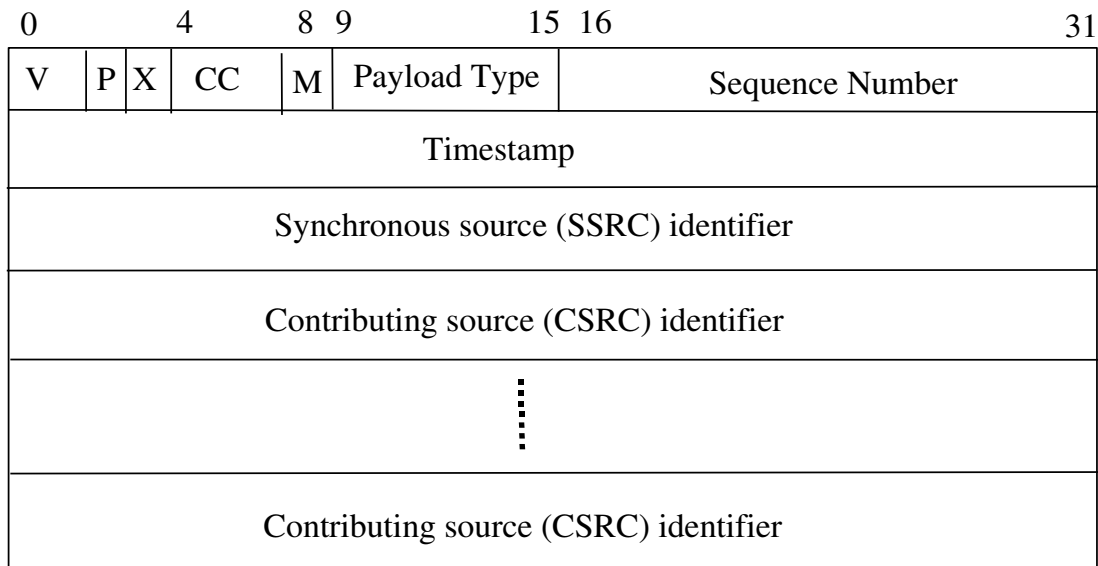 0 4 8 9 15 16 31
V P X CC M Payload Type Sequence Number
Timestamp
Synchronous source (SSRC) identifier
Contributing source (CSRC) identifier
Contributing source (CSRC) identifier